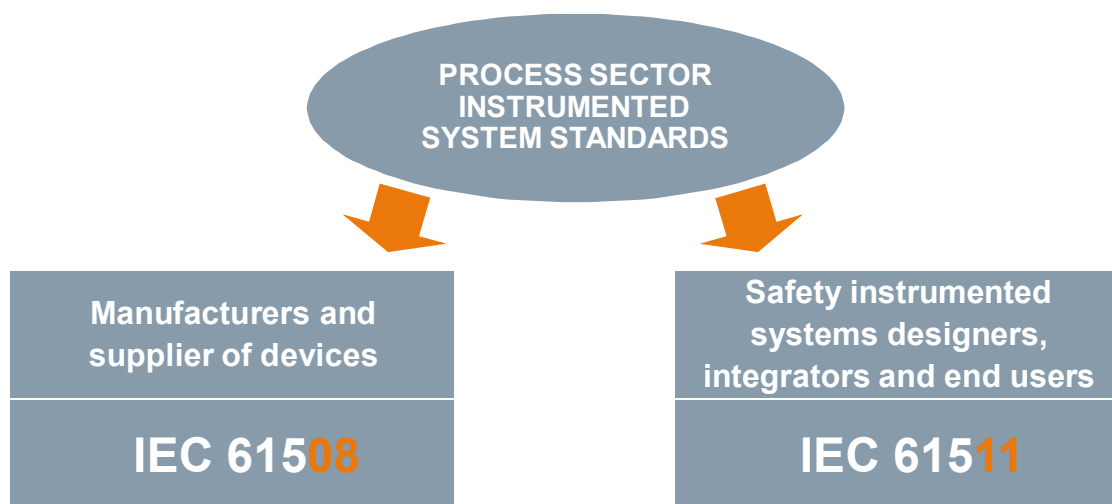 PROCESS SECTOR
INSTRUMENTED
SYSTEM STANDARDS
Manufacturers and
supplier of devices
IEC 61508
Safety instrumented
systems designers,
integrators and end users
IEC 61511